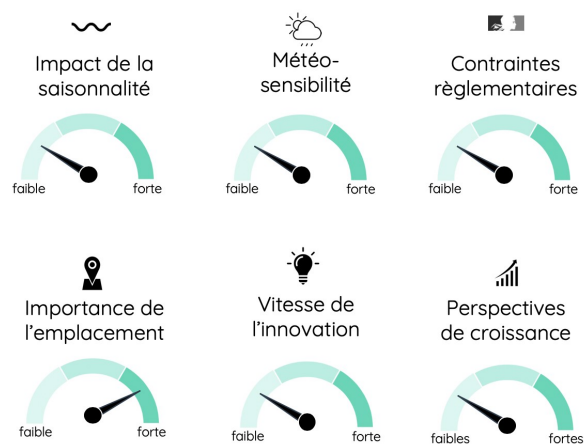 Impact de la
saisonnalité
faible
forte
Météo-
sensibilité
faible
forte
Contraintes
règlementaires
faible
forte
Importance de
l'emplacement
faible
forte
Vitesse de
l'innovation
faible
forte
Perspectives
de croissance
faibles
fortes